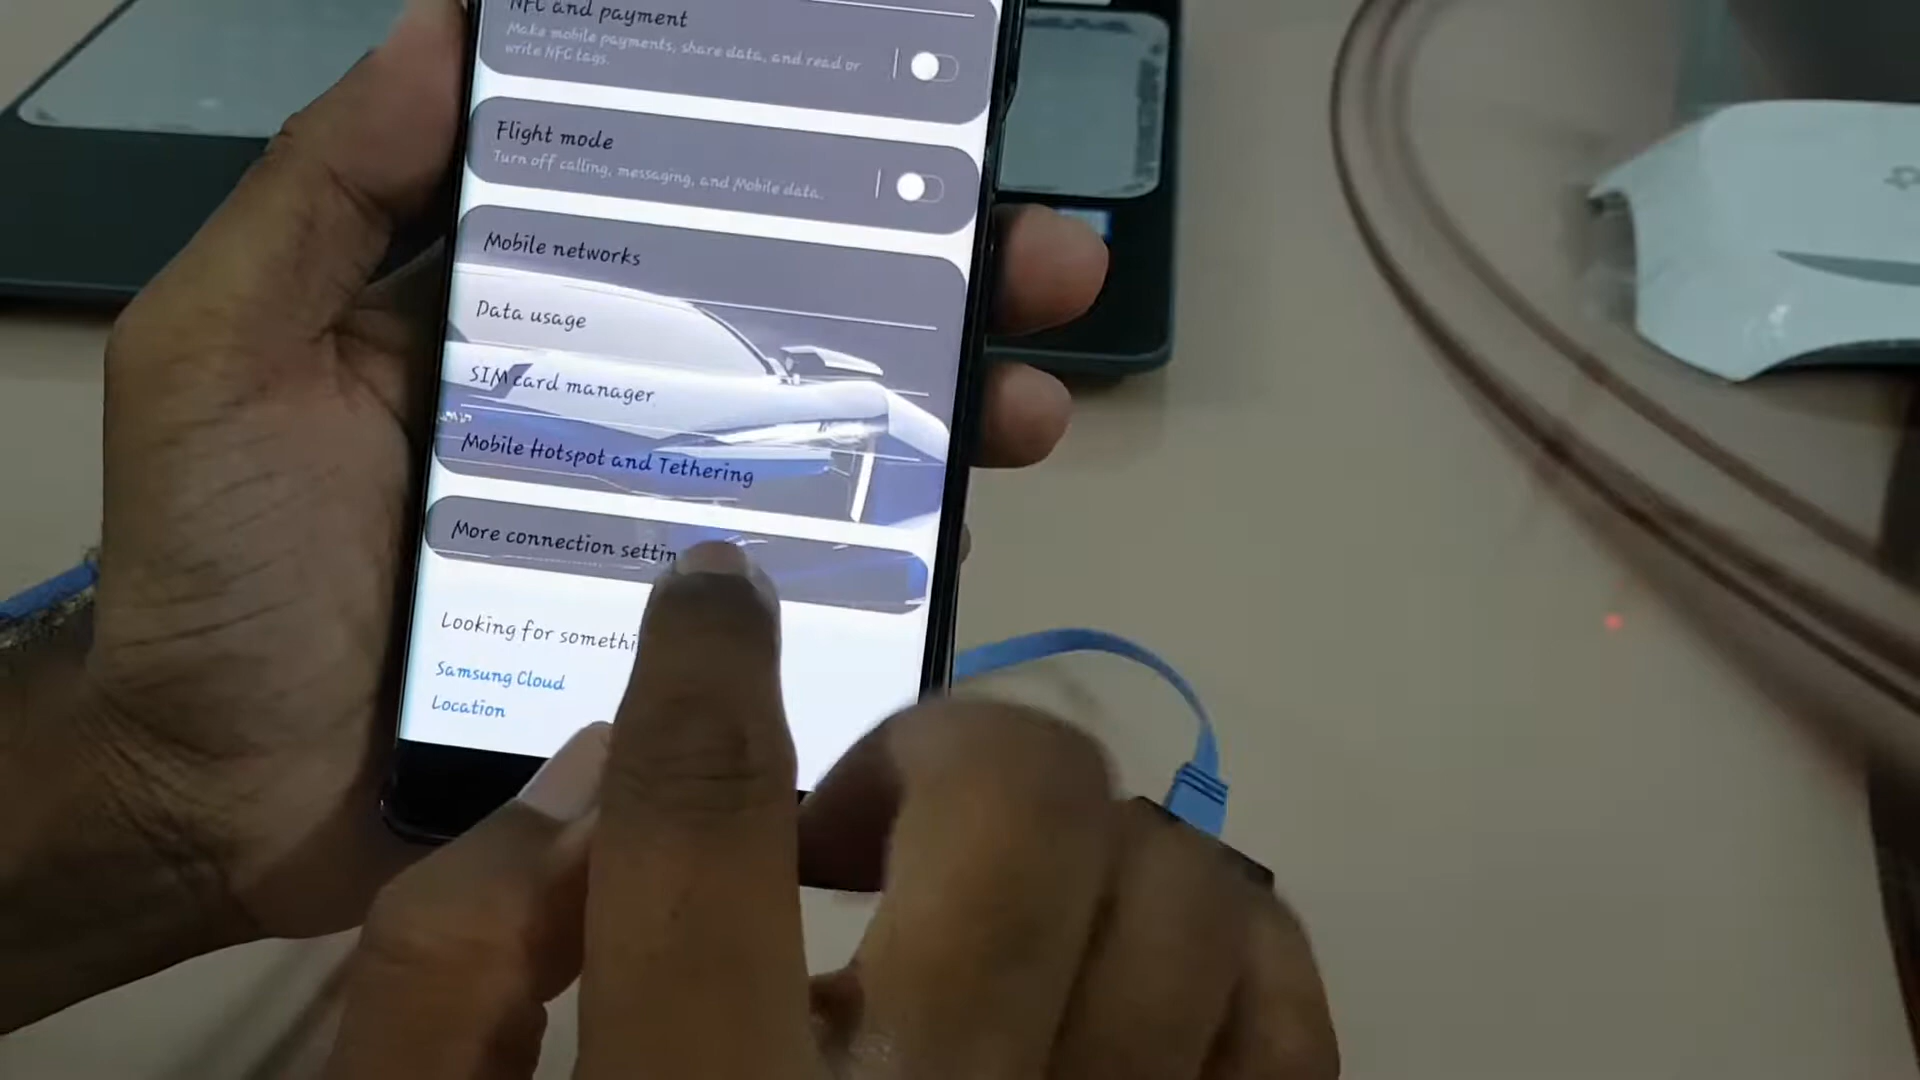 NFC and payment
Make mobile payments, share data, and read or
write NFC tags.
Flight mode
Turn off calling, messaging, and Mobile data.
Mobile networks
Data usage
SIM card manager
Mobile Hotspot and Tethering
More connection settin
Looking for somethi
Samsung Cloud
Location